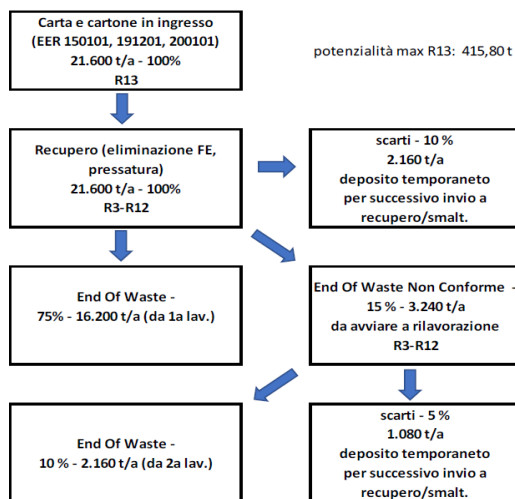 Carta e cartone in ingresso
(EER 150101, 191201, 200101)
21.600 t/a - 100%
R13
potenzialità max R13: 415,80 t
Recupero (eliminazione FE,
pressatura)
21.600 t/a - 100%
R3-R12
scarti - 10 %
2.160 t/a
deposito temporaneto
per successivo invio a
recupero/smalt.
End Of Waste -
75% - 16.200 t/a (da 1a lav.)
End Of Waste Non Conforme -
15 % - 3.240 t/a
da avviare a rilavorazione
R3-R12
End Of Waste -
10 % - 2.160 t/a (da 2a lav.)
scarti - 5 %
1.080 t/a
deposito temporaneto
per successivo invio a
recupero/smalt.